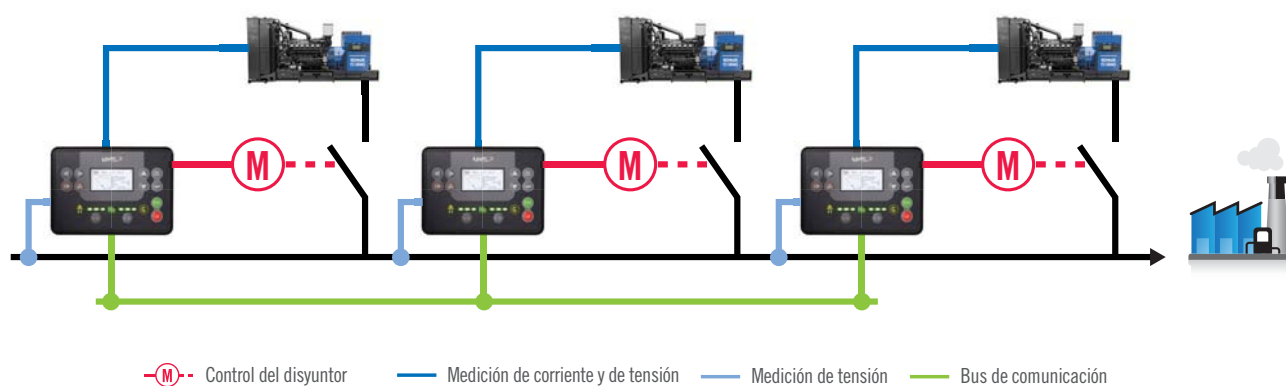 M
M
M
M Control del disyuntor
Medición de corriente y de tensión
Medición de tensión
Bus de comunicación